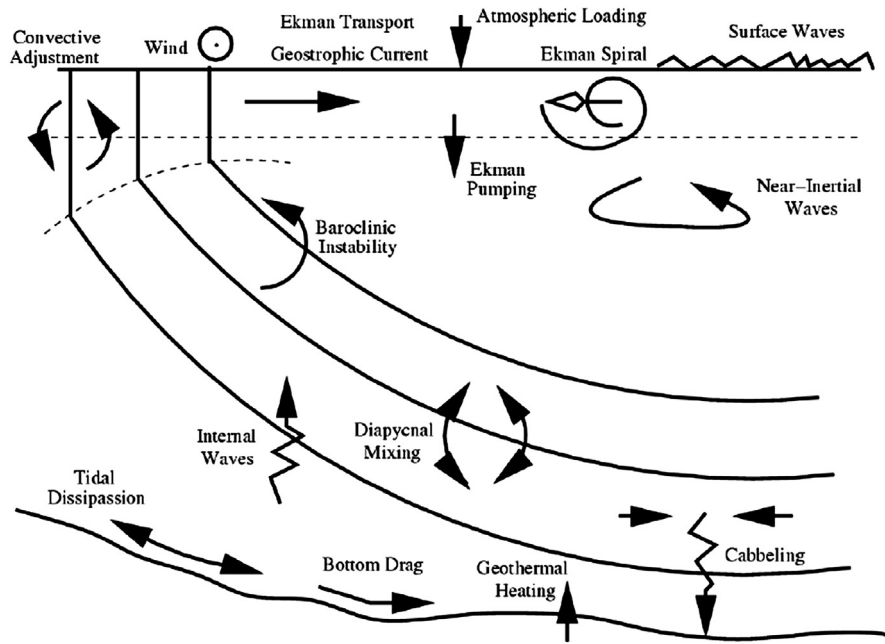 Convective
Adjustment
Wind
Ekman Transport
Geostrophic Current
Atmospheric Loading
Ekman Spiral
Surface Waves
Ekman
Pumping
Near-Inertial
Waves
Baroclinic
Instability
Internal
Waves
Diapycnal
Mixing
Tidal
Dissipassion
Bottom Drag
Geothermal
Heating
Cabbeling